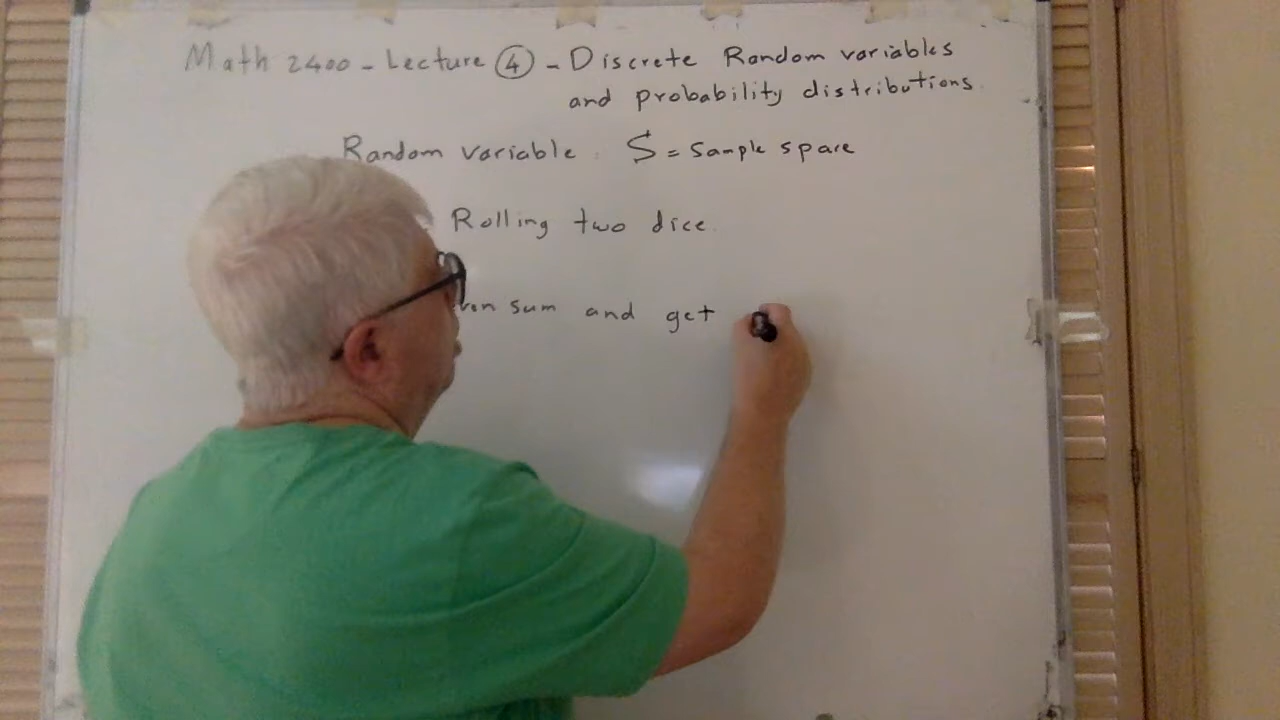 Math 2400 - Lecture ④ - Discrete Random variables
and probability distributions.
Random variable. S = Sample space
Rolling two dice.
sum and get